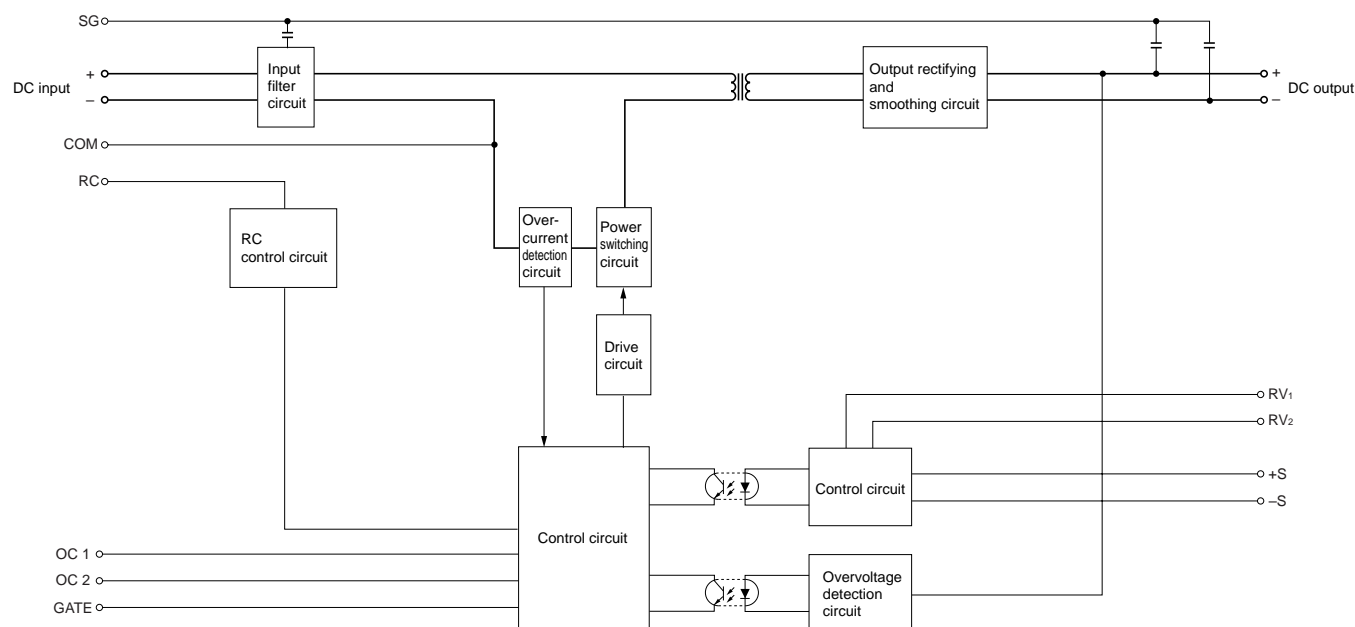 SG
DC input
+
–
Input
filter
circuit
Output rectifying
and
smoothing circuit
+
–
DC output
COM
RC
RC
control circuit
Over-
current
detection
circuit
Power
switching
circuit
Drive
circuit
RV1
RV2
+S
–S
Control circuit
Control circuit
OC 1
OC 2
GATE
Overvoltage
detection
circuit